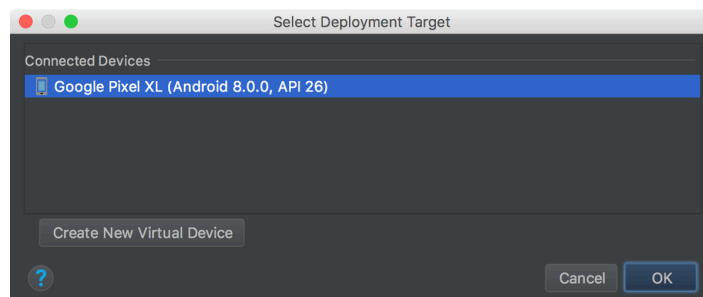 Select Deployment Target
Connected Devices
Google Pixel XL (Android 8.0.0, API 26)
Create New Virtual Device
?
Cancel
OK